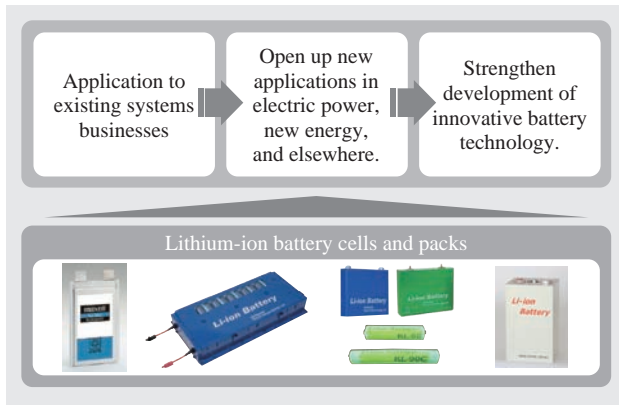 Application to
existing systems
businesses
Open up new
applications in
electric power,
new energy,
and elsewhere.
Strengthen
development of
innovative battery
technology.
Lithium-ion battery cells and packs
maxell
Li-ion Battery
Li-ion Battery
Li-ion Battery
Li-ion
Battery